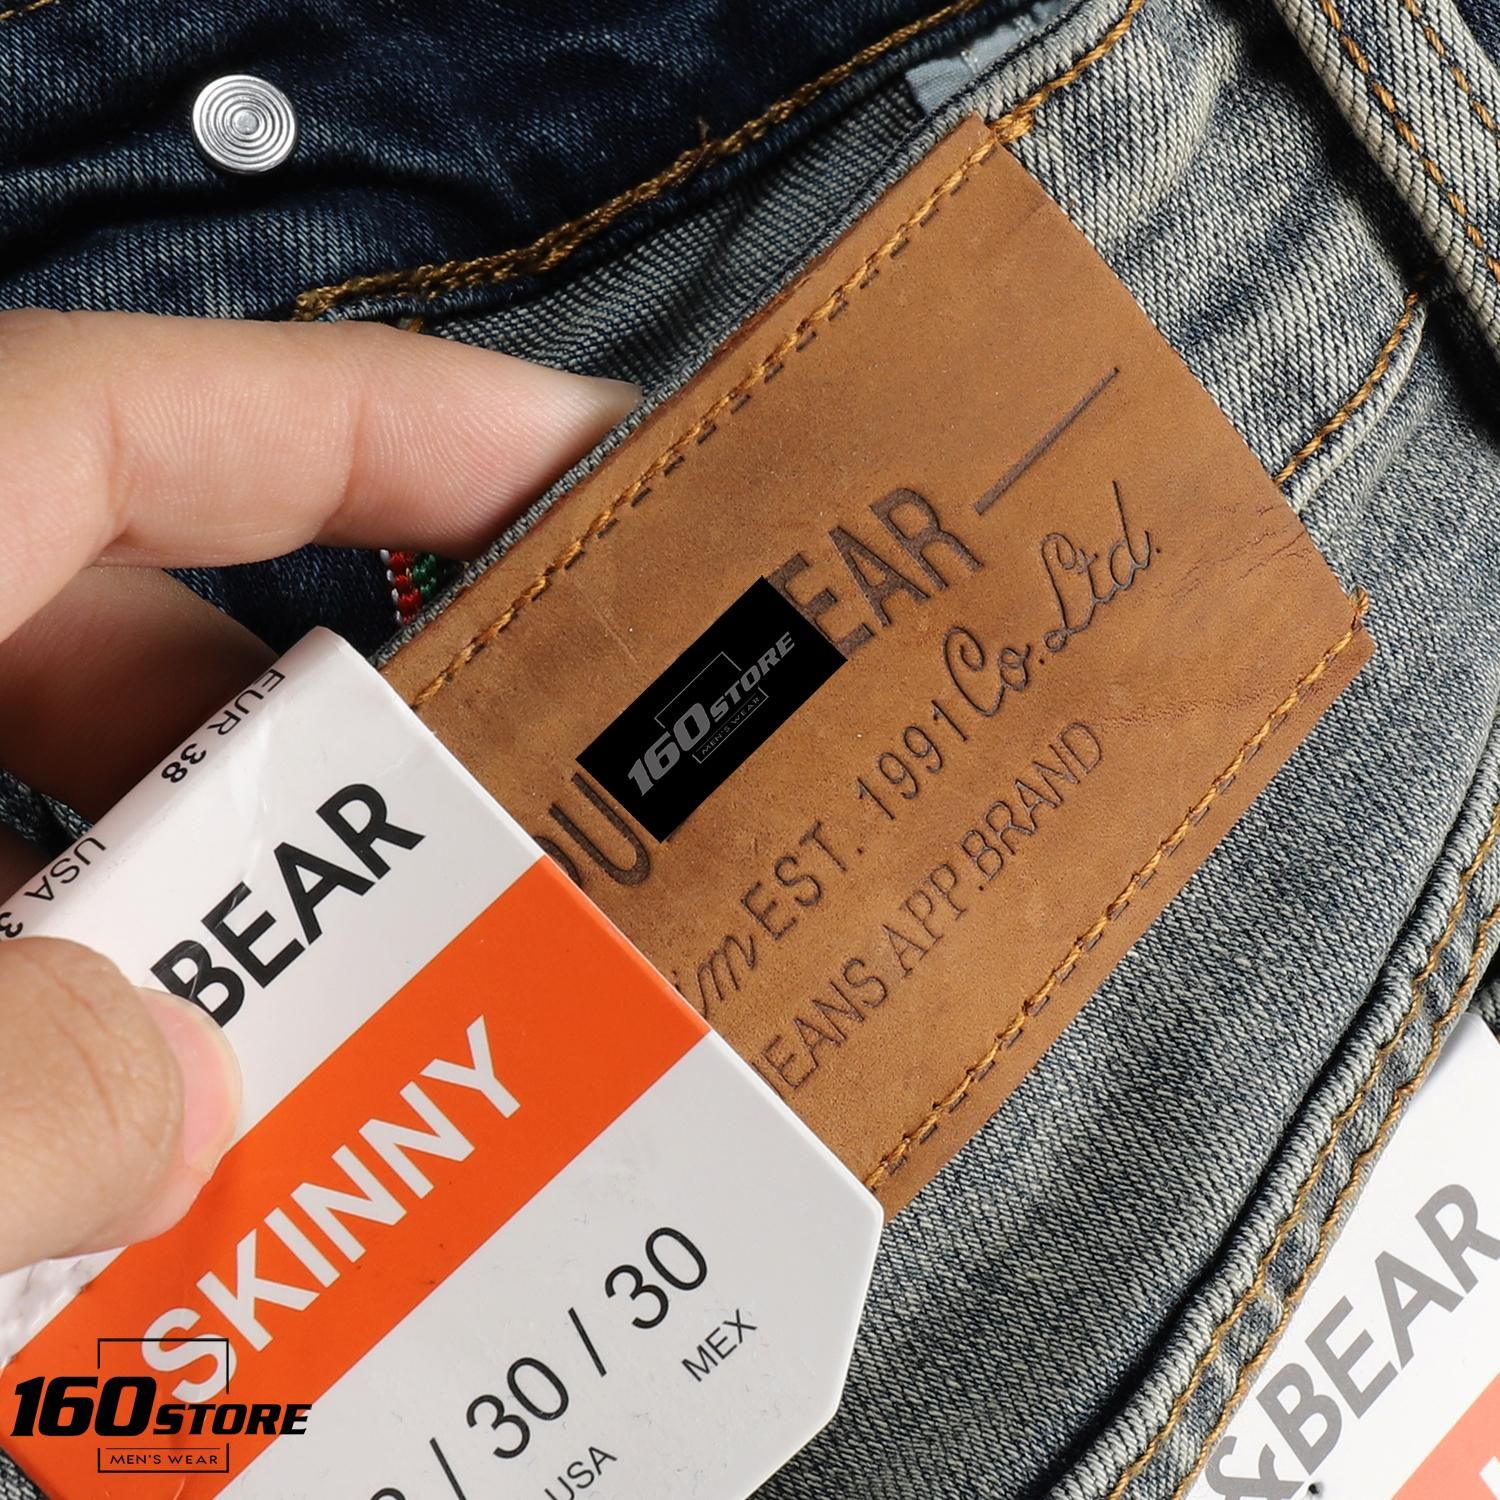 EAR
160STORE
MEN'S WEAR
Co.Ltd.
EST. 1991
APP.BRAND
EUR 38
USA
BEAR
SKINNY
/ 30 / 30
USA
MEX
&BEAR
160STORE
MEN'S WEAR